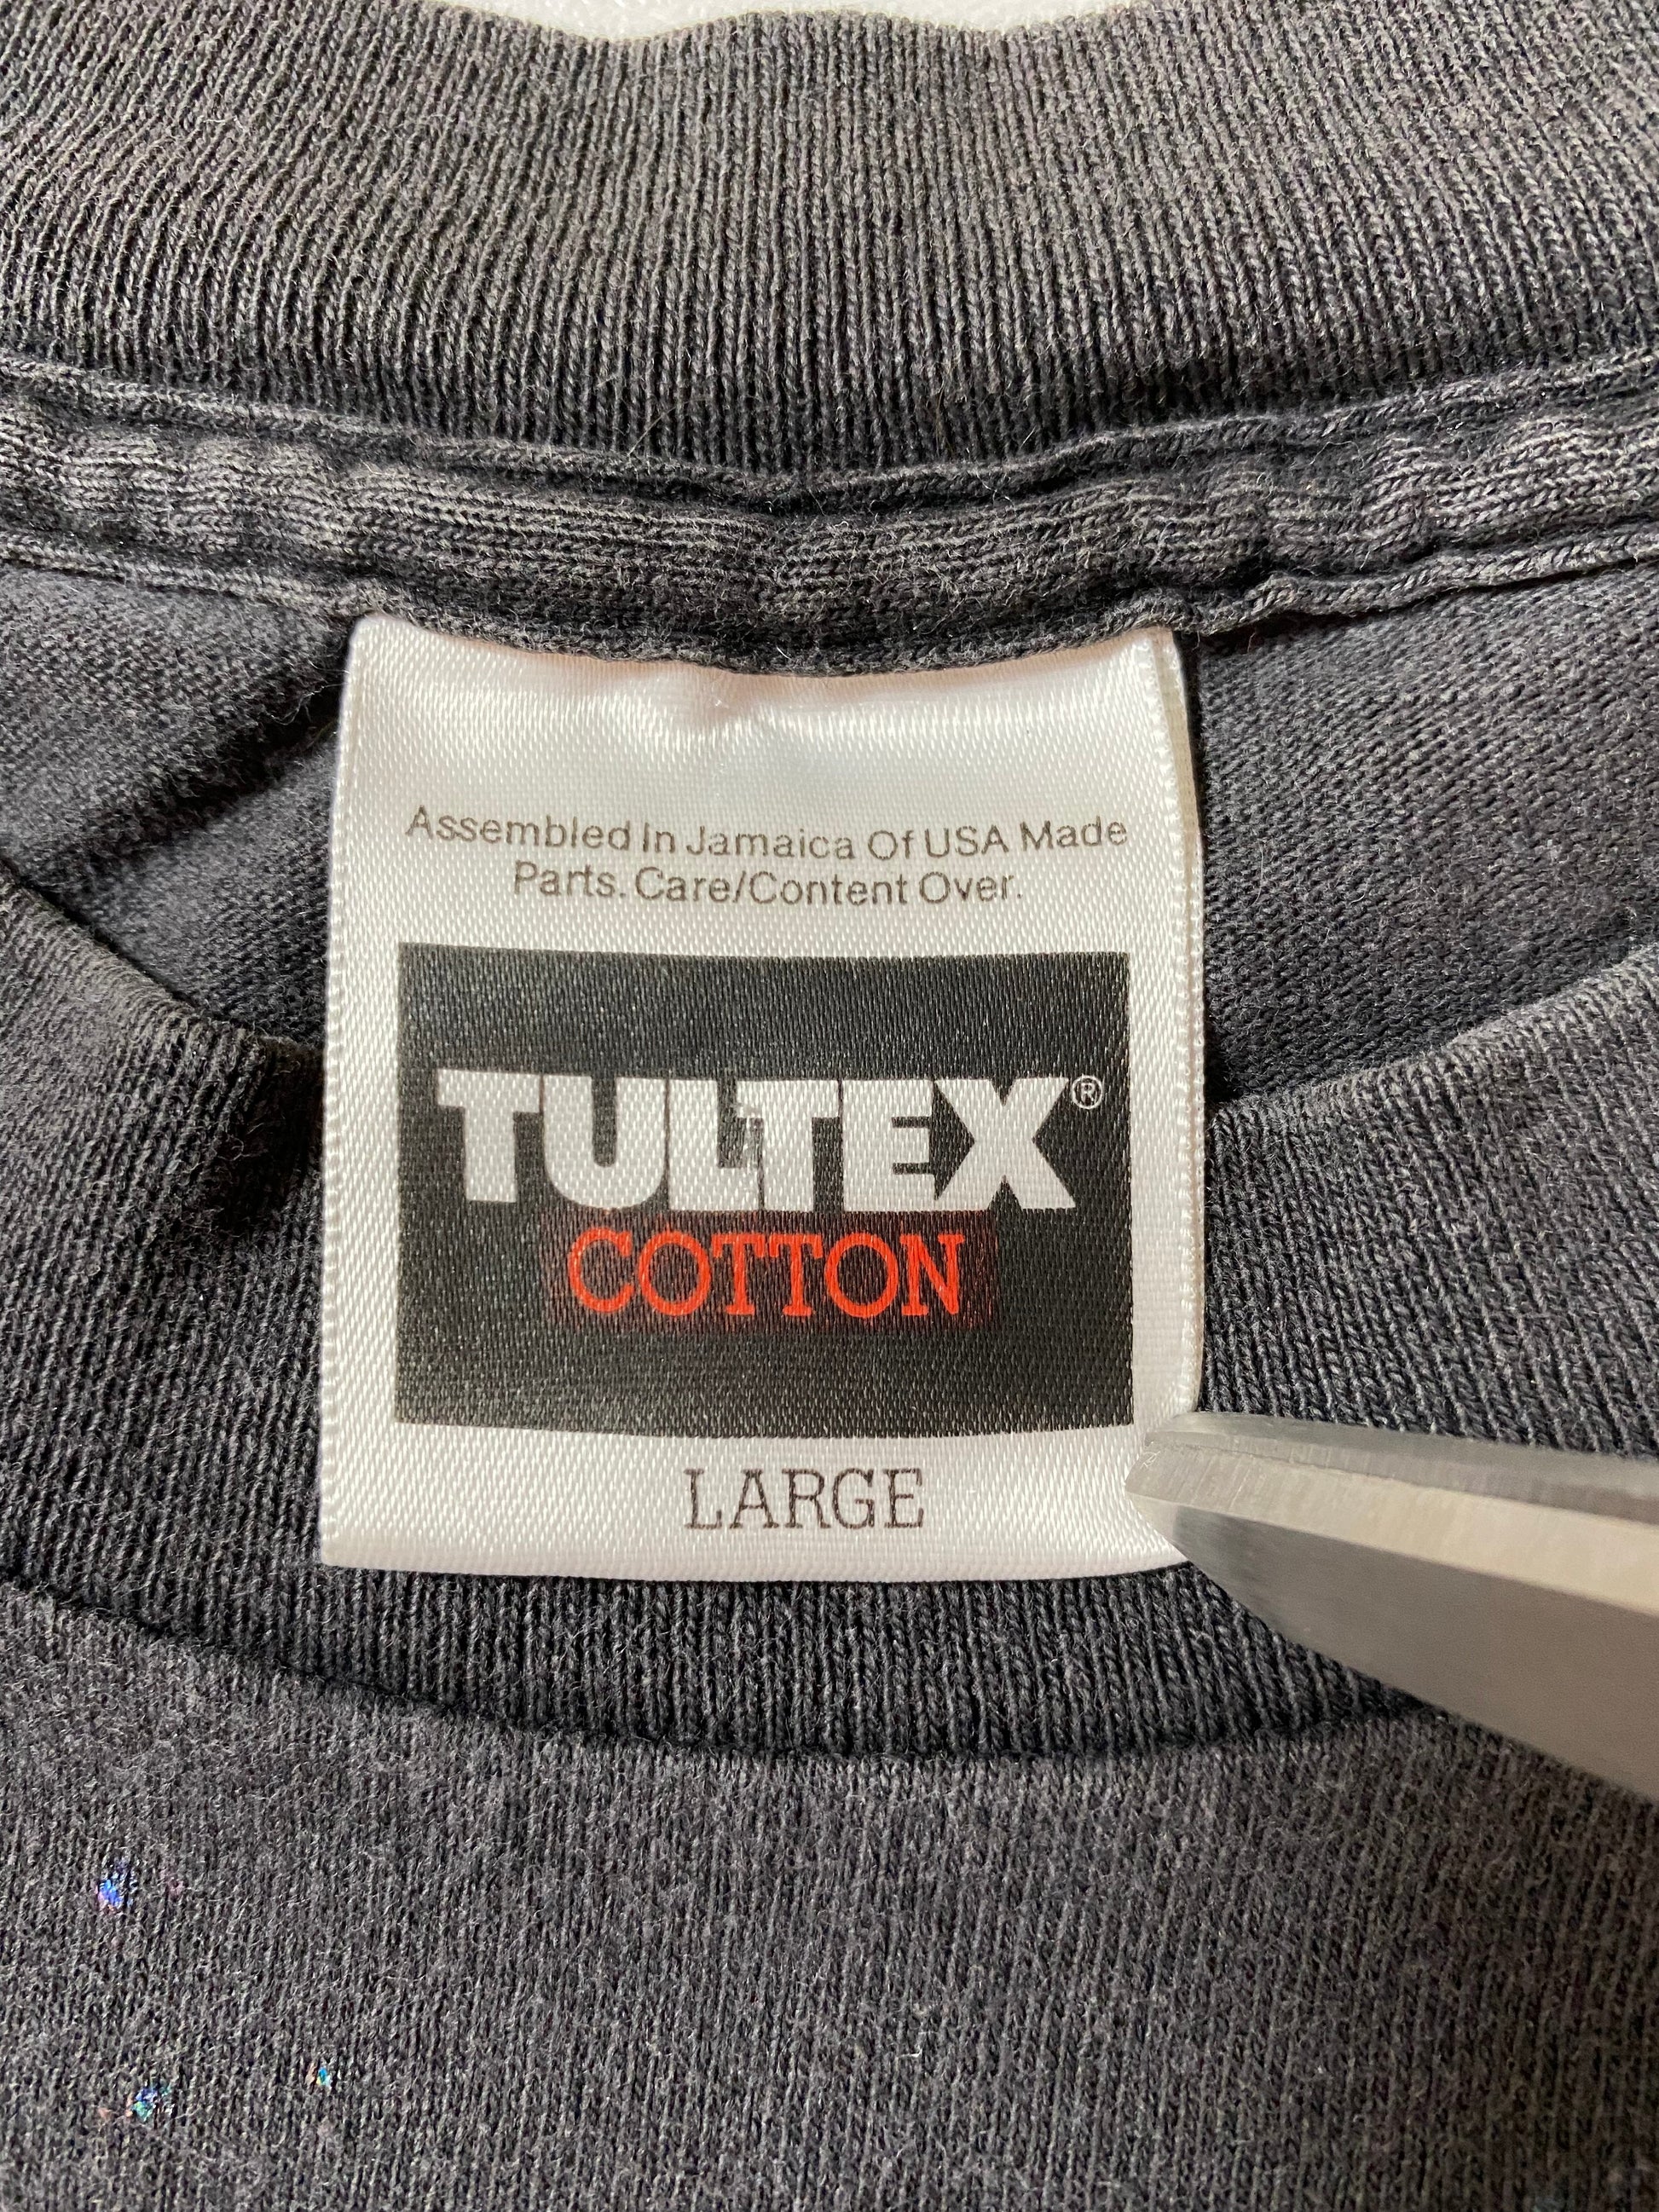 Assembled In Jamaica Of USA Made
Parts. Care/Content Over.
TULTEX®
COTTON
LARGE